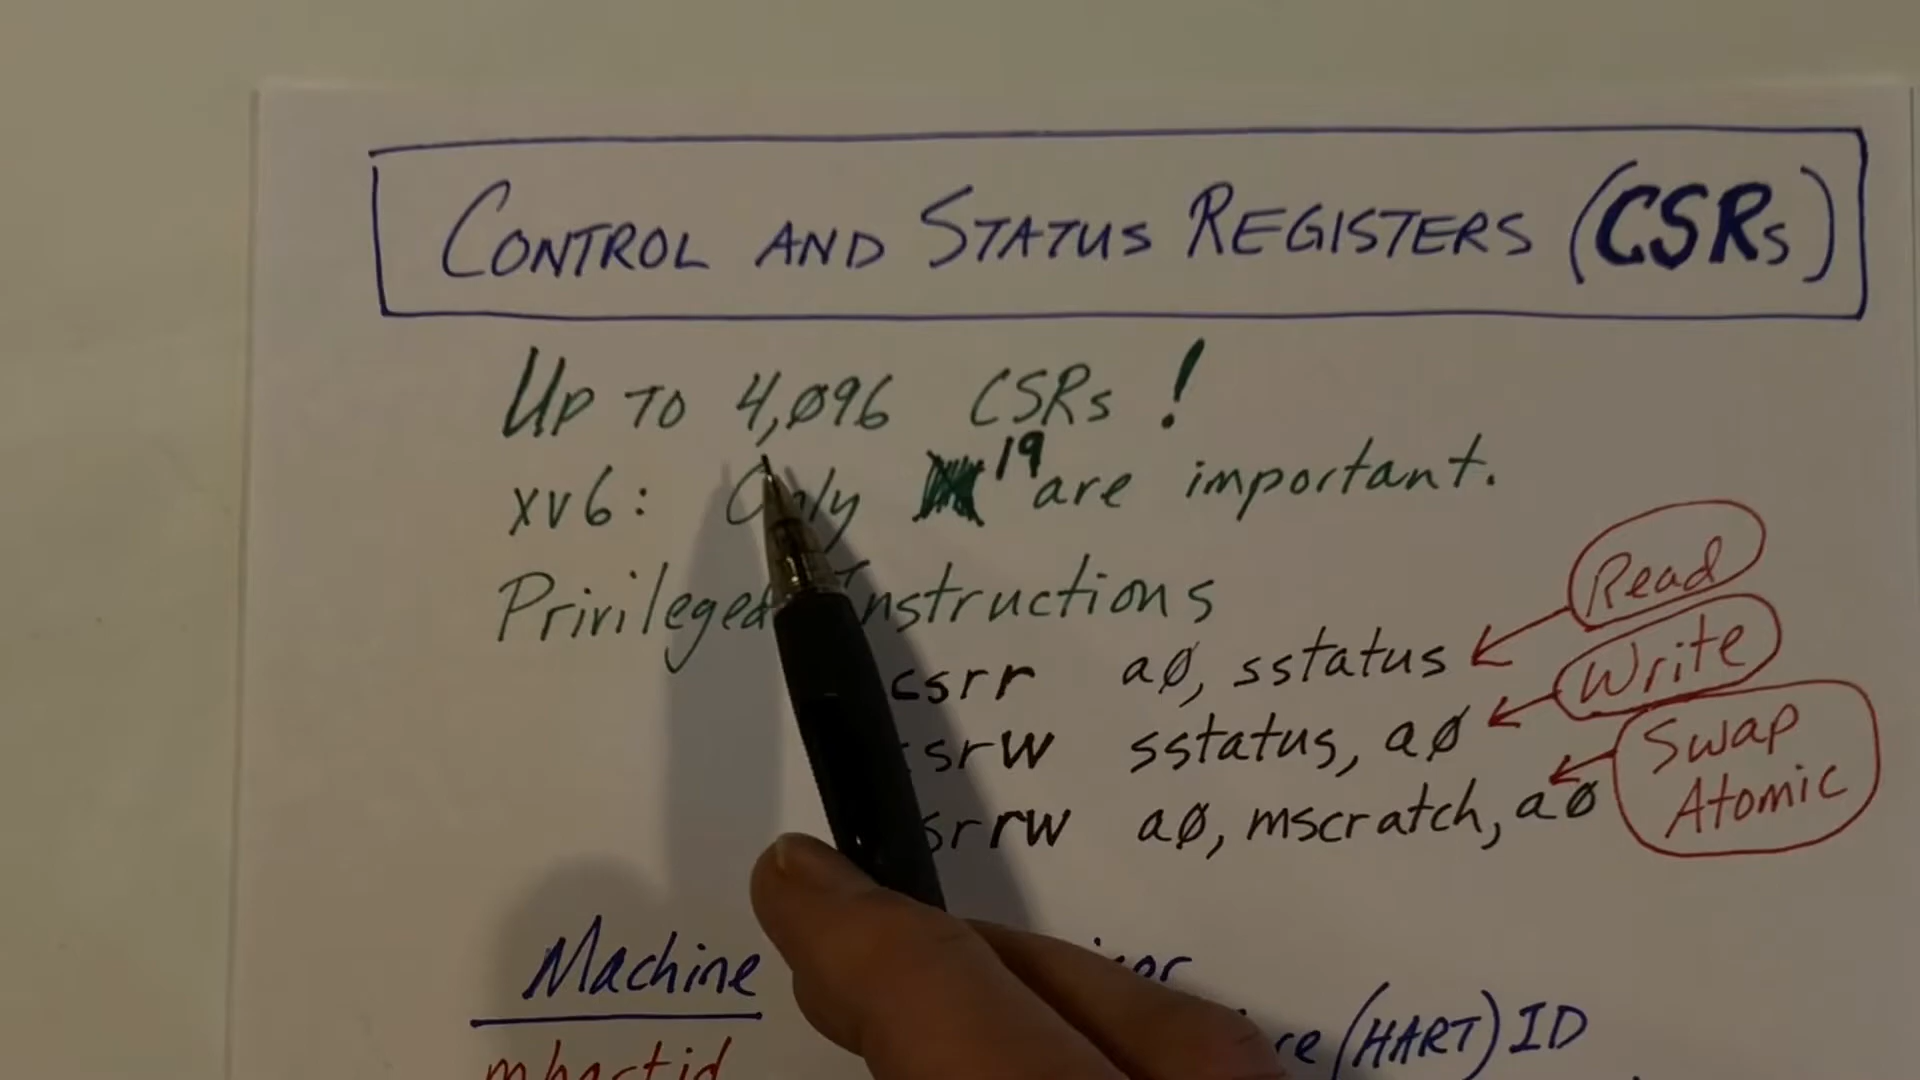 CONTROL AND STATUS REGISTERS (CSRs)
UP TO 4,096 CSRs !
xv6: Only 19 are important.
Privileged Instructions
csrr a0, sstatus
Read
srw sstatus, a0
Write
srrw a0, mscratch, a0
Swap
Atomic
Machine
(HART) ID
mhartid